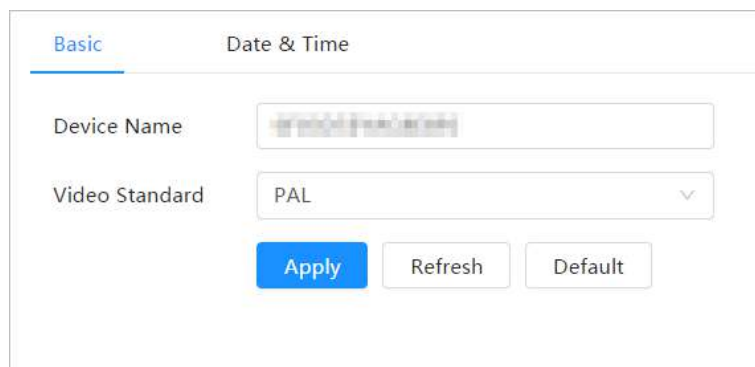 Basic Date & Time
Device Name
Video Standard PAL
Apply Refresh Default